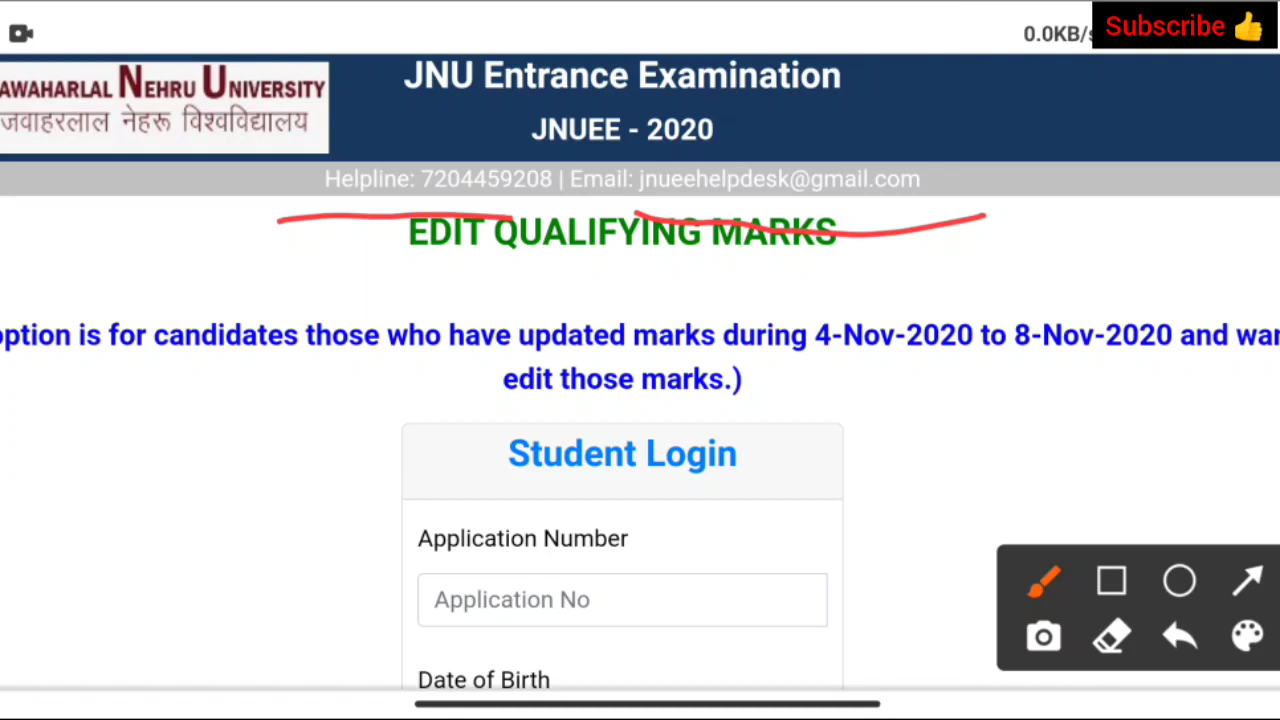 0.0KB/s
Subscribe 👍
AWAHARLAL NEHRU UNIVERSITY
जवाहरलाल नेहरू विश्वविद्यालय
JNU Entrance Examination
JNUEE - 2020
Helpline: 7204459208 | Email: jnueehelpdesk@gmail.com
EDIT QUALIFYING MARKS
option is for candidates those who have updated marks during 4-Nov-2020 to 8-Nov-2020 and
edit those marks.)
Student Login
Application Number
Application No
Date of Birth